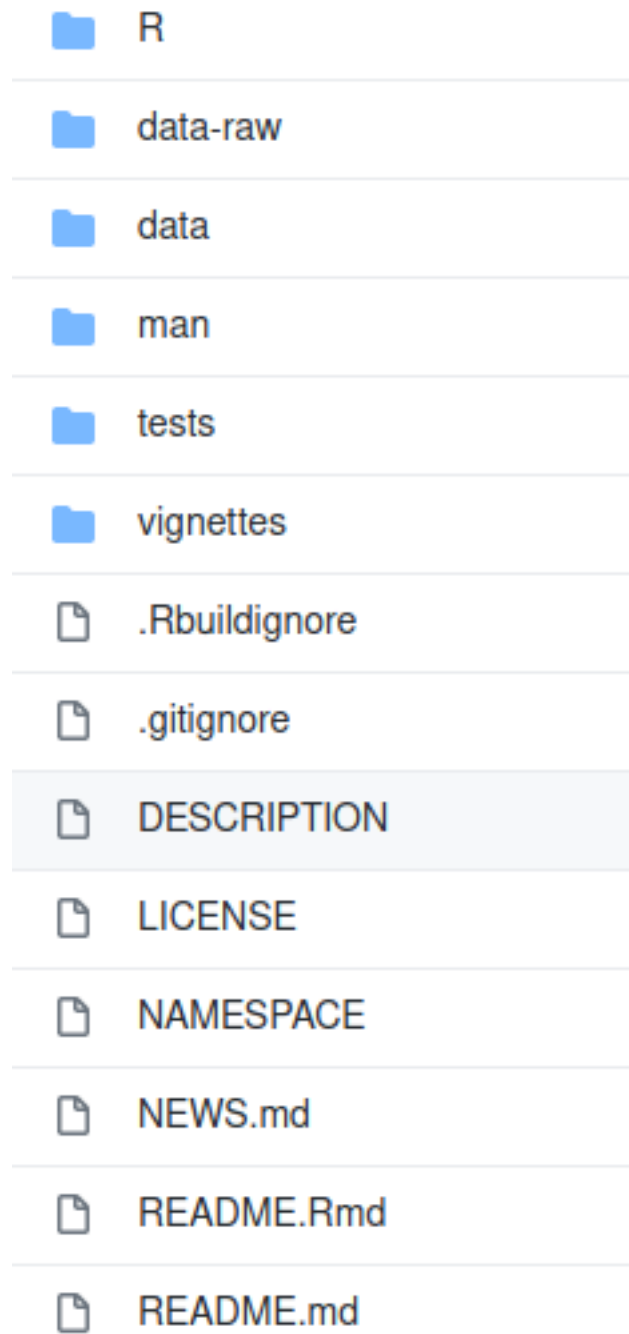 R
data-raw
data
man
tests
vignettes
.Rbuildignore
.gitignore
DESCRIPTION
LICENSE
NAMESPACE
NEWS.md
README.Rmd
README.md